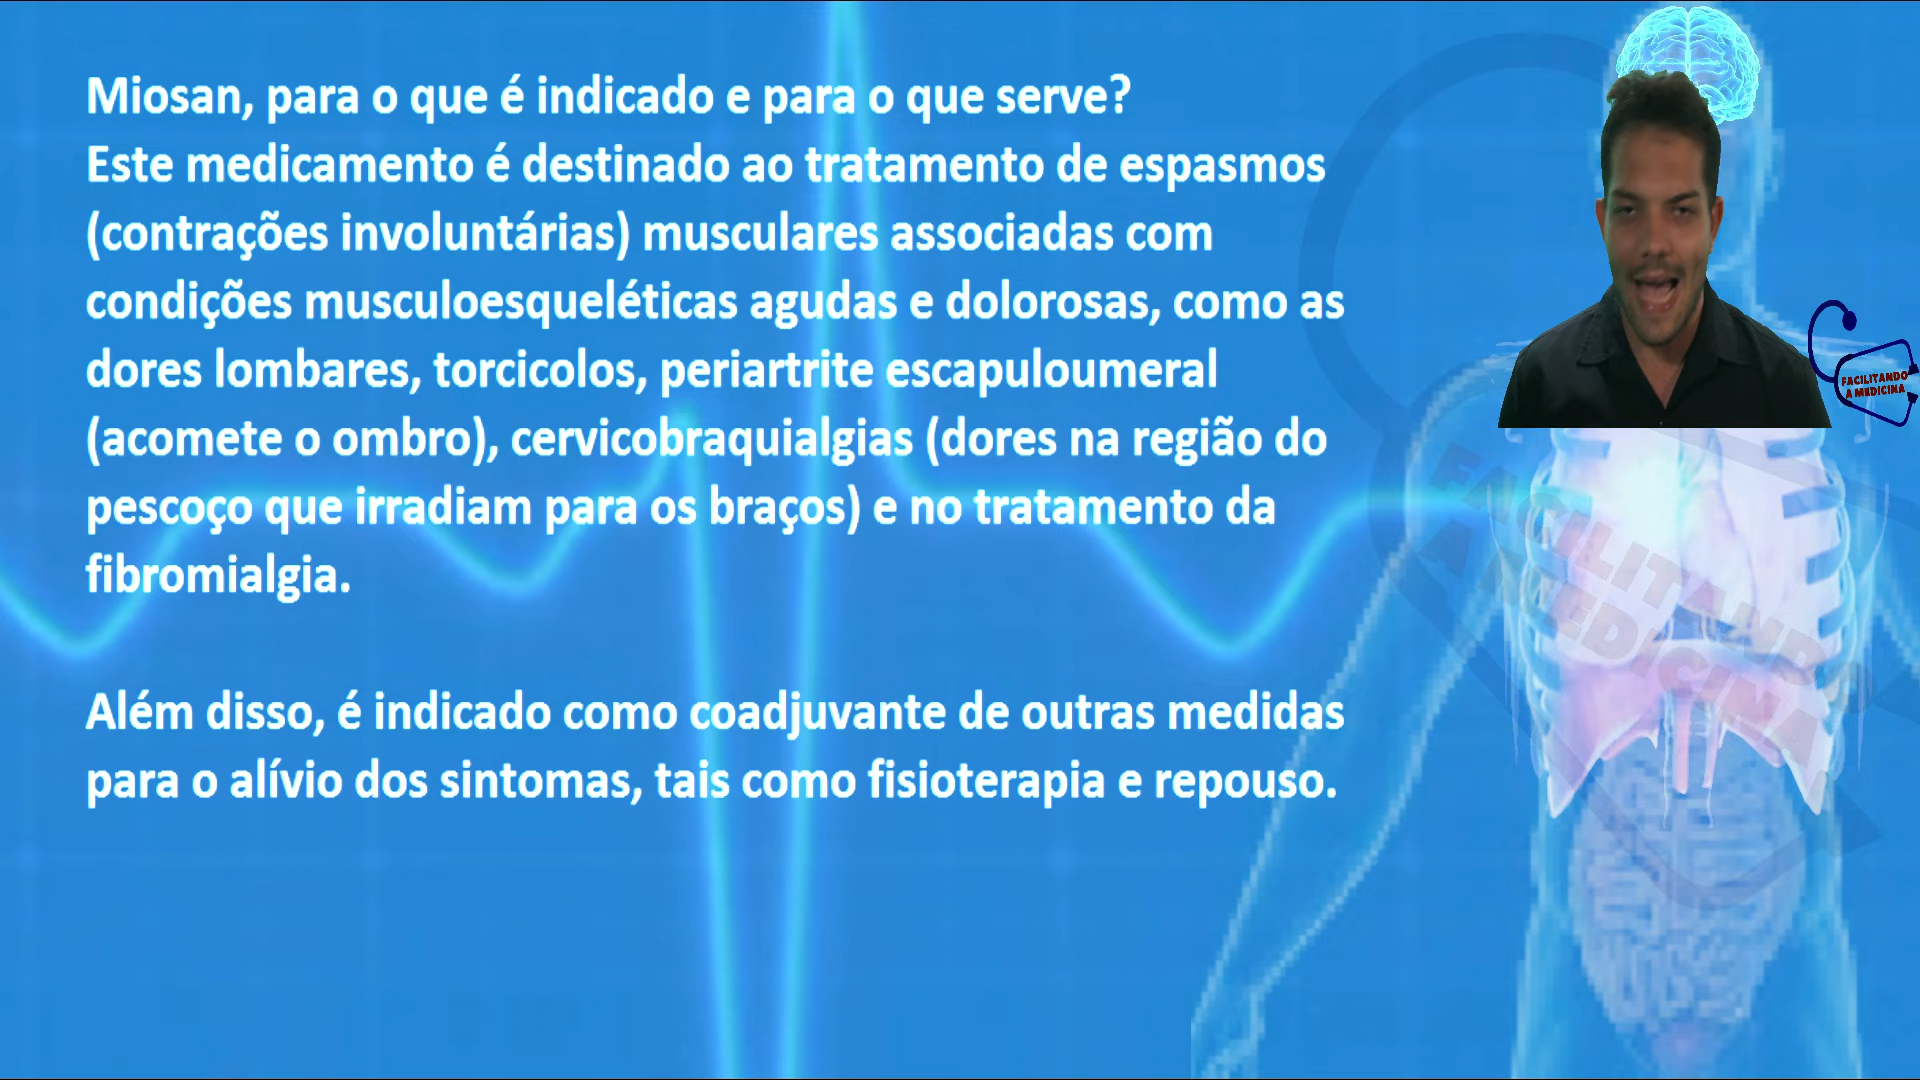 Miosan, para o que é indicado e para o que serve?
Este medicamento é destinado ao tratamento de espasmos
(contrações involuntárias) musculares associadas com
condições musculoesqueléticas agudas e dolorosas, como as
dores lombares, torcicolos, periartrite escapuloumeral
(acomete o ombro), cervicobraquialgias (dores na região do
pescoço que irradiam para os braços) e no tratamento da
fibromialgia.
Além disso, é indicado como coadjuvante de outras medidas
para o alívio dos sintomas, tais como fisioterapia e repouso.
FACILITANDO
A MEDICINA
FACILITANDO
A MEDICINA